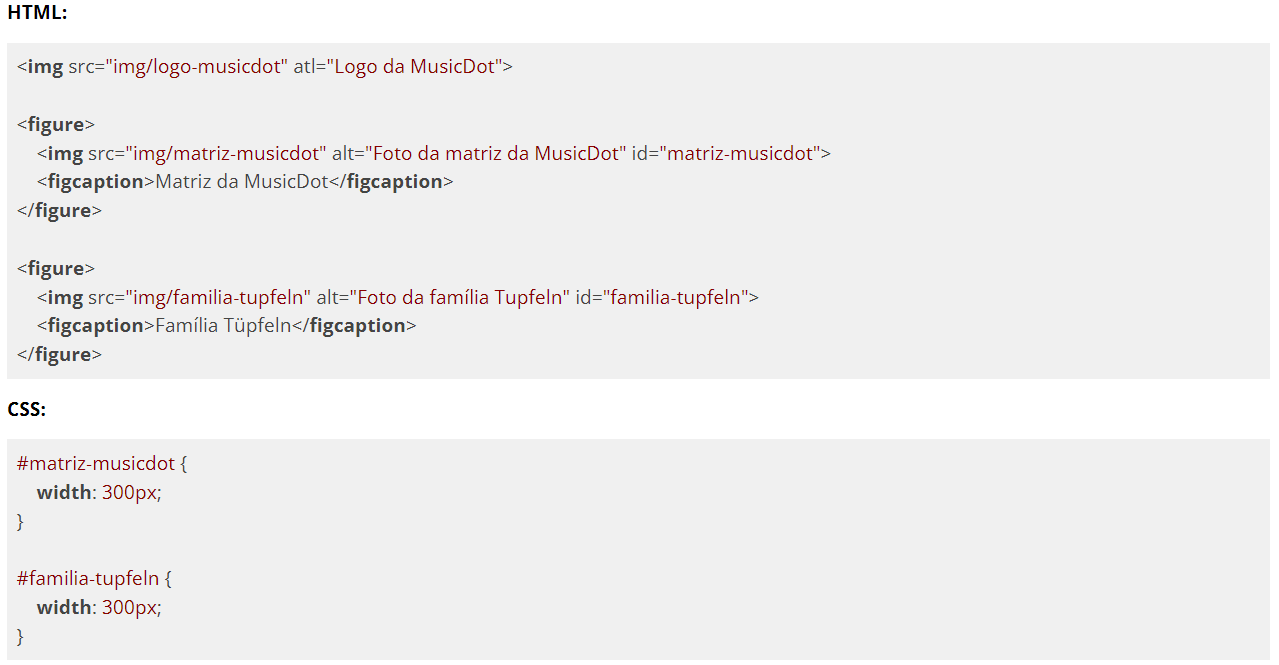 HTML:
<img src="img/logo-musicdot" atl="Logo da MusicDot">
<figure>
<img src="img/matriz-musicdot" alt="Foto da matriz da MusicDot" id="matriz-musicdot">
<figcaption>Matriz da MusicDot</figcaption>
</figure>
<figure>
<img src="img/familia-tupfeln" alt="Foto da família Tupfeln" id="familia-tupfeln">
<figcaption>Família Tüpfeln</figcaption>
</figure>
CSS:
#matriz-musicdot {
width: 300px;
}
#familia-tupfeln {
width: 300px;
}